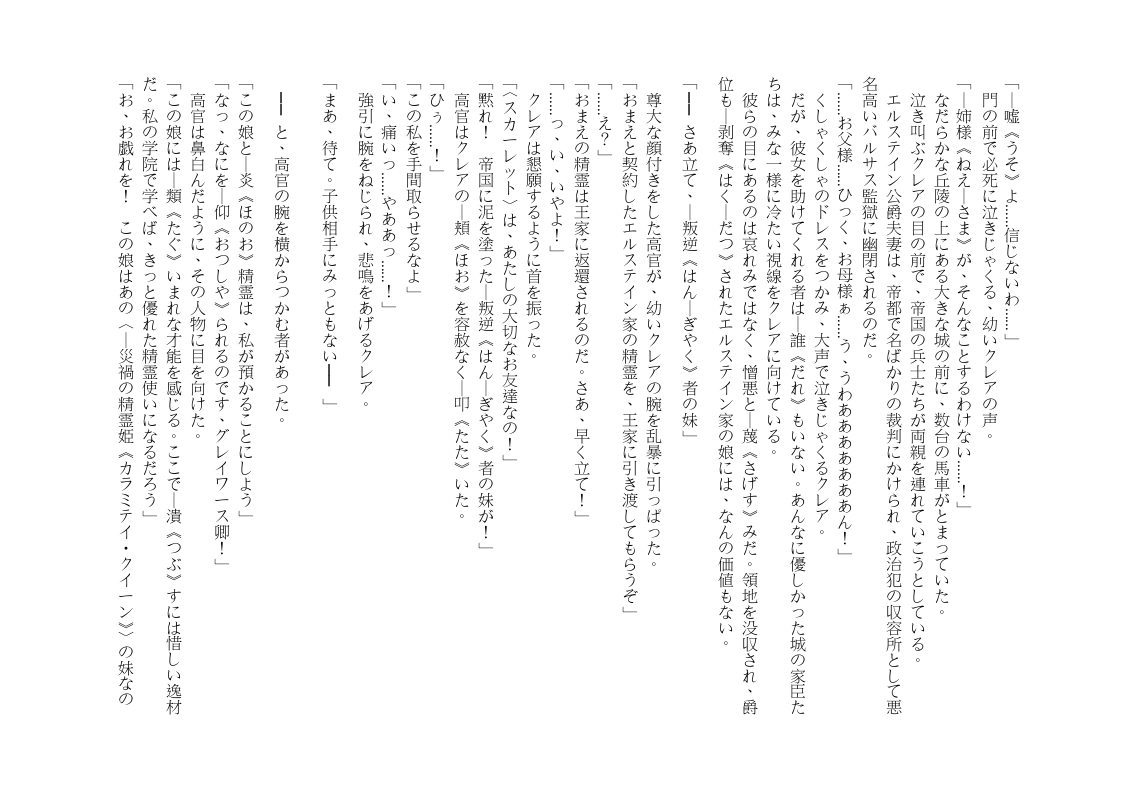 「―嘘《うそ》よ……信じないわ……」
門の前で必死に泣きじゃくる、幼いクレアの声。
「―姉様《ねえ―さま》が、そんなことするわけない……！」
なだらかな丘陵の上にある大きな城の前に、数台の馬車がとまっていた。
泣き叫ぶクレアの目の前で、帝国の兵士たちが両親を連れていこうとしている。
エルステイン公爵夫妻は、帝都で名ばかりの裁判にかけられ、政治犯の収容所として悪
名高いバルサス監獄に幽閉されるのだ。
「……お父様……ひっく、お母様ぁ……う、うわあああああああん！」
くしゃくしゃのドレスをつかみ、大声で泣きじゃくるクレア。
だが、彼女を助けてくれる者は―誰《だれ》もいない。あんなに優しかった城の家臣た
ちは、みな一様に冷たい視線をクレアに向けている。
彼らの目にあるのは哀れみではなく、憎悪と―蔑《さげす》みだ。領地を没収され、爵
位も―剥奪《はく―だつ》されたエルステイン家の娘には、なんの価値もない。
「━━ さあ立て、―叛逆《はん―ぎやく》者の妹」
尊大な顔付きをした高官が、幼いクレアの腕を乱暴に引っぱった。
「おまえと契約したエルステイン家の精霊を、王家に引き渡してもらうぞ」
「……え？」
「おまえの精霊は王家に返還されるのだ。さあ、早く立て！」
「……っ、い、いやよ！」
クレアは懇願するように首を振った。
「〈スカーレット〉は、あたしの大切なお友達なの！」
「黙れ！　帝国に泥を塗った―叛逆《はん―ぎやく》者の妹が！」
高官はクレアの―頬《ほお》を容赦なく―叩《たた》いた。
「ひぅ……！」
「この私を手間取らせるなよ」
「い、痛いっ……やああっ……！」
強引に腕をねじられ、悲鳴をあげるクレア。
「まあ、待て。子供相手にみっともない━━ 」
━━ と、高官の腕を横からつかむ者があった。
「この娘と―炎《ほのお》精霊は、私が預かることにしよう」
「なっ、なにを―仰《おつしや》られるのです、グレイワース卿！」
高官は鼻白んだように、その人物に目を向けた。
「この娘には―類《たぐ》いまれな才能を感じる。ここで―潰《つぶ》すには惜しい逸材
だ。私の学院で学べば、きっと優れた精霊使いになるだろう」
「お、お戯れを！　この娘はあの〈―災禍の精霊姫《カラミテイ・クイーン》〉の妹なの